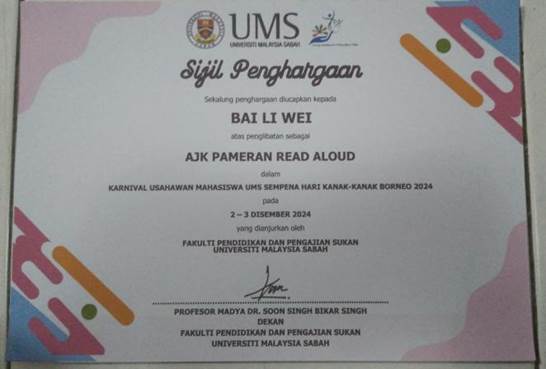 UMS
UNIVERSITI MALAYSIA SABAH
Sijil Penghargaan
Sekalung penghargaan diucapkan kepada
BAI LI WEI
atas penglibatan sebagai
AJK PAMERAN READ ALOUD
dalam
KARNIVAL USAHAWAN MAHASISWA UMS SEMPENA HARI KANAK-KANAK BORNEO 2024
pada
2 – 3 DISEMBER 2024
yang dianjurkan oleh
FAKULTI PENDIDIKAN DAN PENGAJIAN SUKAN
UNIVERSITI MALAYSIA SABAH
PROFESOR MADYA DR. SOON SINGH BIKAR SINGH
DEKAN
FAKULTI PENDIDIKAN DAN PENGAJIAN SUKAN
UNIVERSITI MALAYSIA SABAH